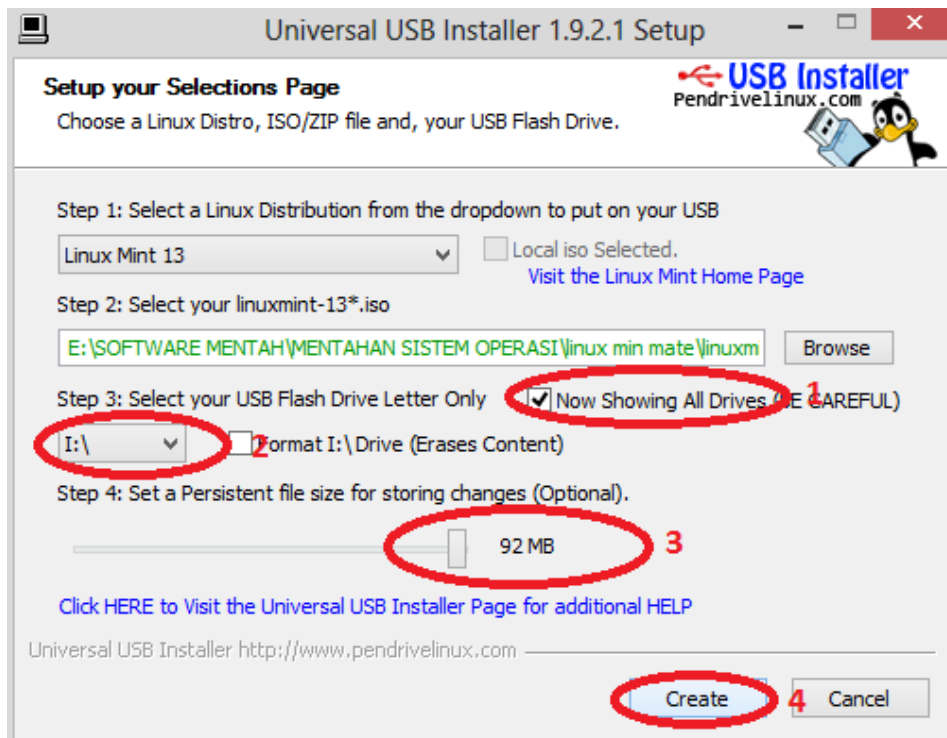 Universal USB Installer 1.9.2.1 Setup
Setup your Selections Page
Choose a Linux Distro, ISO/ZIP file and, your USB Flash Drive.
USB Installer
Pendrivelinux.com
Step 1: Select a Linux Distribution from the dropdown to put on your USB
Linux Mint 13
Local iso Selected.
Visit the Linux Mint Home Page
Step 2: Select your linuxmint-13*.iso
E:\SOFTWARE MENTAH\MENTAHAN SISTEM OPERASI\linux min mate\linuxm
Browse
Step 3: Select your USB Flash Drive Letter Only
Now Showing All Drives (BE CAREFUL)
1
I:\
2
Format I:\ Drive (Erases Content)
Step 4: Set a Persistent file size for storing changes (Optional).
92 MB
3
Click HERE to Visit the Universal USB Installer Page for additional HELP
Universal USB Installer http://www.pendrivelinux.com
Create
4
Cancel